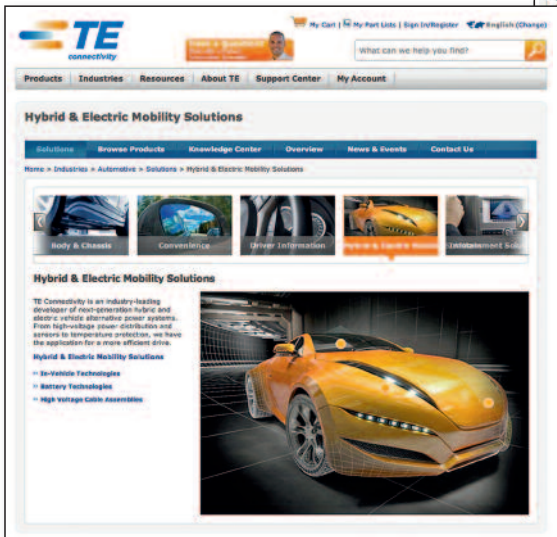 My Cart | My Part Lists | Sign In/Register English (Change)
TE
connectivity
Have a Question?
What can we help you find?
Products Industries Resources About TE Support Center My Account
Hybrid & Electric Mobility Solutions
Solutions Browse Products Knowledge Center Overview News & Events Contact Us
Home » Industries » Automotive » Solutions » Hybrid & Electric Mobility Solutions
Body & Chassis Convenience Driver Information Hybrid & Electric
Hybrid & Electric Mobility Solutions
TE Connectivity is an industry-leading
developer of next-generation hybrid and
electric vehicle alternative power systems.
From high-voltage power distribution and
sensors to temperature protection, we have
the application for a more efficient drive.
Hybrid & Electric Mobility Solutions
» In-Vehicle Technologies
» Battery Technologies
» High Voltage Cable Assemblies